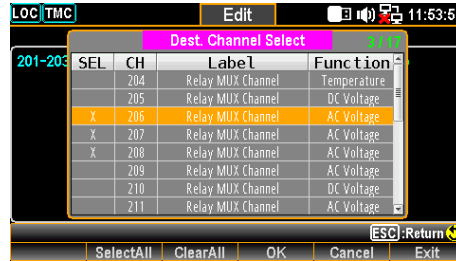 LOC TMC Edit 11:53:5
Dest. Channel Select 3/17
201-203 SEL CH Label Function
204 Relay MUX Channel Temperature
205 Relay MUX Channel DC Voltage
X 206 Relay MUX Channel AC Voltage
X 207 Relay MUX Channel AC Voltage
X 208 Relay MUX Channel AC Voltage
209 Relay MUX Channel AC Voltage
210 Relay MUX Channel DC Voltage
211 Relay MUX Channel AC Voltage
ESC :Return
SelectAll ClearAll OK Cancel Exit